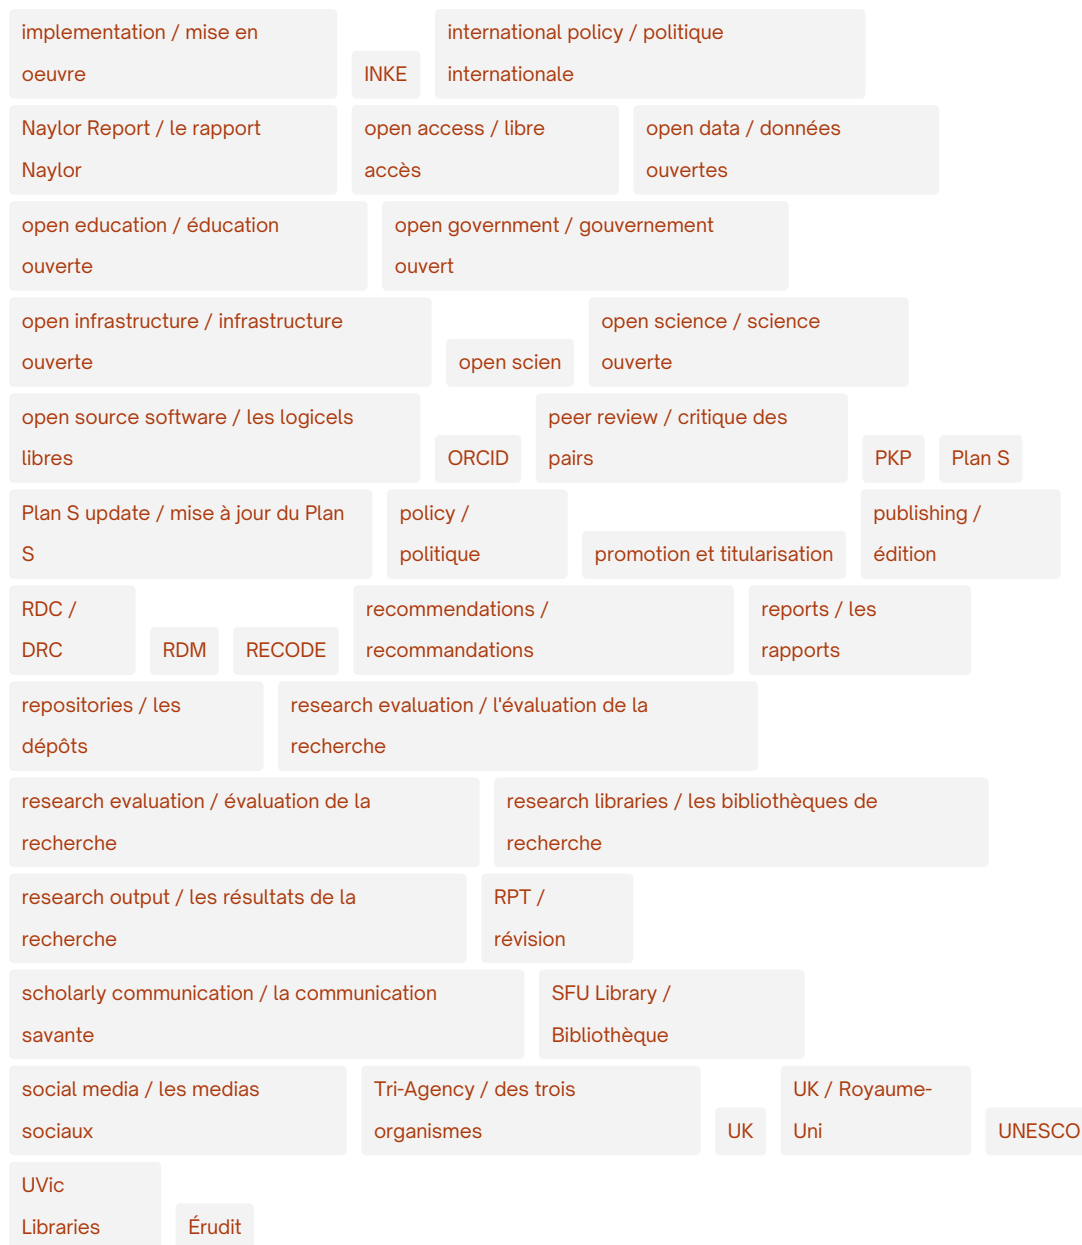 implementation / mise en
oeuvre
INKE
international policy / politique
internationale
Naylor Report / le rapport
Naylor
open access / libre
accès
open data / données
ouvertes
open education / éducation
ouverte
open government / gouvernement
ouvert
open infrastructure / infrastructure
ouverte
open scien
open science / science
ouverte
open source software / les logicels
libres
ORCID
peer review / critique des
pairs
PKP
Plan S
Plan S update / mise à jour du Plan
S
policy /
politique
promotion et titularisation
publishing /
édition
RDC /
DRC
RDM
RECODE
recommendations /
recommandations
reports / les
rapports
repositories / les
dépôts
research evaluation / l'évaluation de la
recherche
research evaluation / évaluation de la
recherche
research libraries / les bibliothèques de
recherche
research output / les résultats de la
recherche
RPT /
révision
scholarly communication / la communication
savante
SFU Library /
Bibliothèque
social media / les medias
sociaux
Tri-Agency / des trois
organismes
UK
UK / Royaume-
Uni
UNESCO
UVic
Libraries
Érudit